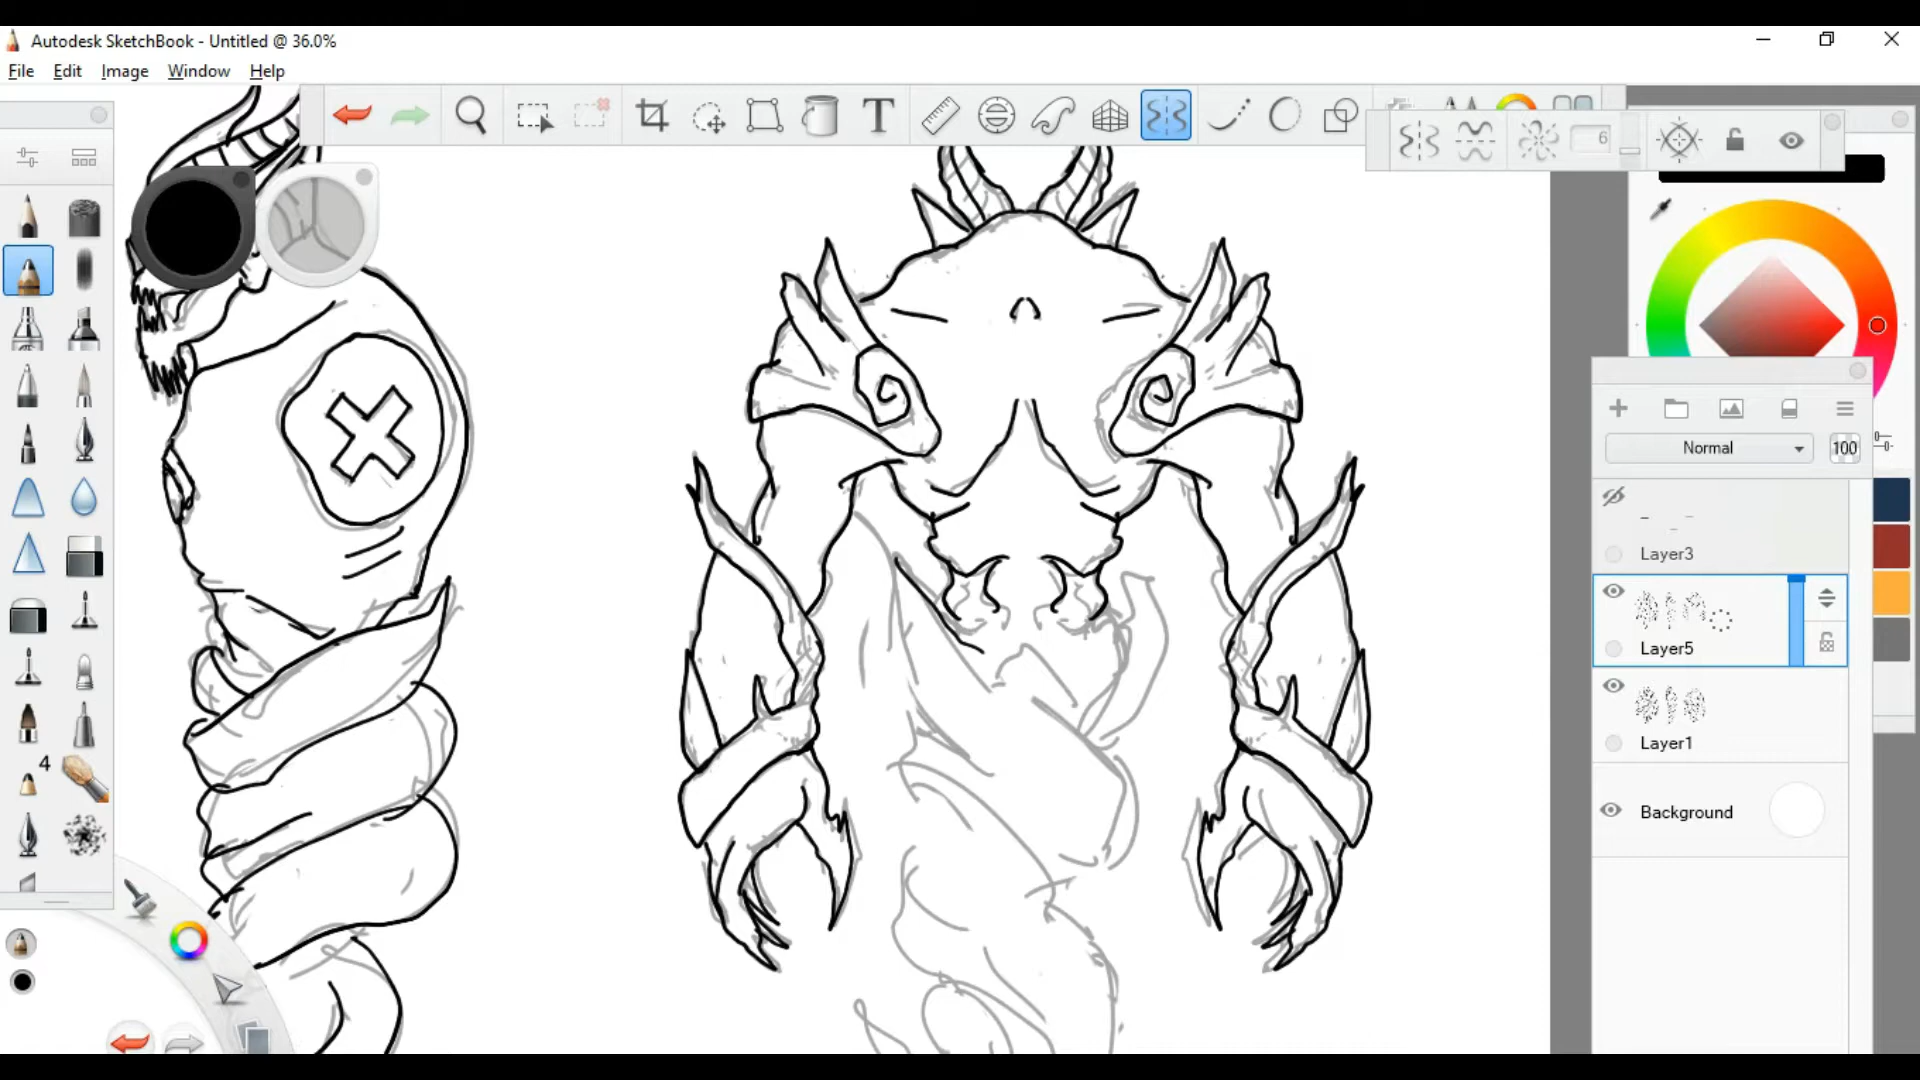 Autodesk SketchBook - Untitled @ 36.0%
File Edit Image Window Help
T
6
Normal 100
Layer3
Layer5
Layer1
Background
4